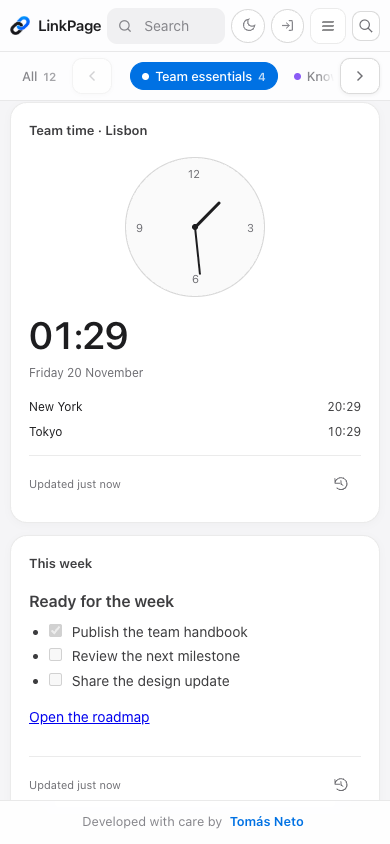 LinkPage
Search
All 12
Team essentials 4
Team time · Lisbon
12
9
3
6
01:29
Friday 20 November
New York 20:29
Tokyo 10:29
Updated just now
This week
Ready for the week
Publish the team handbook
Review the next milestone
Share the design update
Open the roadmap
Updated just now
Developed with care by Tomás Neto